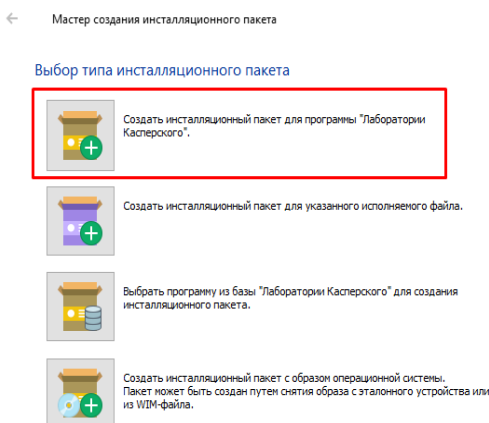 Мастер создания инсталляционного пакета
Выбор типа инсталляционного пакета
Создать инсталляционный пакет для программы "Лаборатории
Касперского".
Создать инсталляционный пакет для указанного исполняемого файла.
Выбрать программу из базы "Лаборатории Касперского" для создания
инсталляционного пакета.
Создать инсталляционный пакет с образом операционной системы.
Пакет может быть создан путем снятия образа с эталонного устройства или
из WIM-файла.